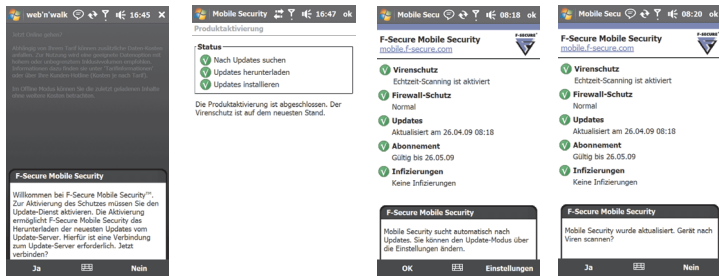 web'n'walk 16:45
Jetzt Online gehen?
Willkommen bei F-Secure Mobile Security™.
F-Secure Mobile Security
Zur Aktivierung des Schutzes müssen Sie den
Update-Dienst aktivieren. Die Aktivierung
ermöglicht F-Secure Mobile Security das
Herunterladen der neuesten Updates vom
Update-Server. Hierfür ist eine Verbindung
zum Update-Server erforderlich. Jetzt
verbinden?
Ja Nein
Mobile Security 16:47 ok
Produktaktivierung
Status
Nach Updates suchen
Updates herunterladen
Updates installieren
Die Produktaktivierung ist abgeschlossen. Der
Virenschutz ist auf dem neuesten Stand.
Mobile Secu 08:18 ok
F-Secure Mobile Security
mobile.f-secure.com
F-SECURE
Virenschutz
Echtzeit-Scanning ist aktiviert
Firewall-Schutz
Normal
Updates
Aktualisiert am 26.04.09 08:18
Abonnement
Gültig bis 26.05.09
Infizierungen
Keine Infizierungen
F-Secure Mobile Security
Mobile Security sucht automatisch nach
Updates. Sie können den Update-Modus über
die Einstellungen ändern.
OK Einstellungen
Mobile Secu 08:20 ok
F-Secure Mobile Security
mobile.f-secure.com
F-SECURE
Virenschutz
Echtzeit-Scanning ist aktiviert
Firewall-Schutz
Normal
Updates
Aktualisiert am 26.04.09 08:18
Abonnement
Gültig bis 26.05.09
Infizierungen
Keine Infizierungen
F-Secure Mobile Security
Mobile Security wurde aktualisiert. Gerät nach
Viren scannen?
Ja Nein